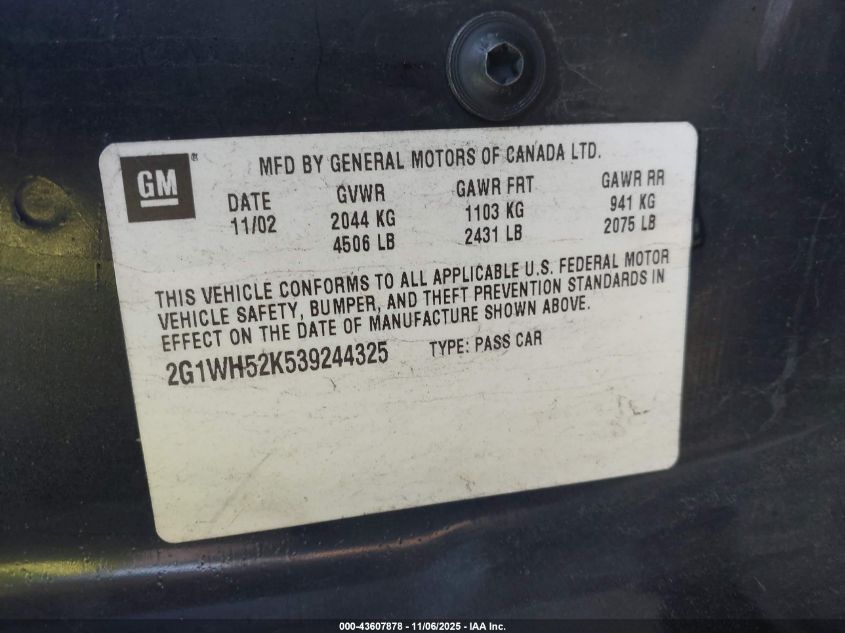 GM®
MFD BY GENERAL MOTORS OF CANADA LTD.
DATE GVWR GAWR FRT GAWR RR
11/02 2044 KG 1103 KG 941 KG
4506 LB 2431 LB 2075 LB
THIS VEHICLE CONFORMS TO ALL APPLICABLE U.S. FEDERAL MOTOR
VEHICLE SAFETY, BUMPER, AND THEFT PREVENTION STANDARDS IN
EFFECT ON THE DATE OF MANUFACTURE SHOWN ABOVE.
2G1WH52K539244325 TYPE: PASS CAR
000-43607878 - 11/06/2025 - IAA Inc.